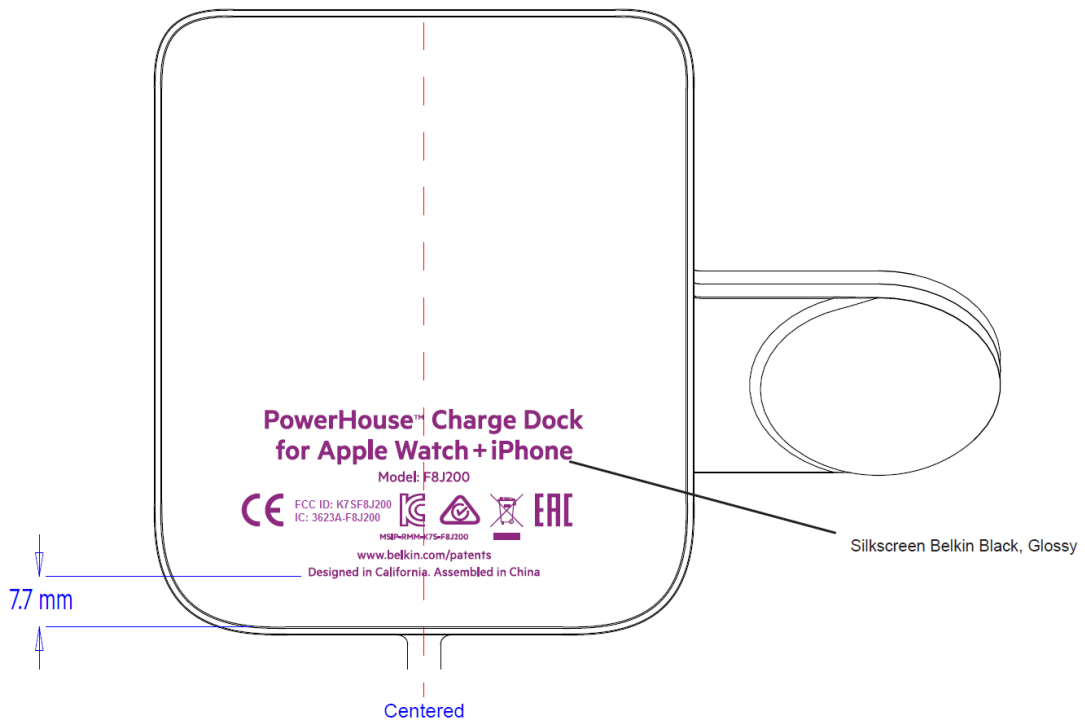 PowerHouse™ Charge Dock
for Apple Watch + iPhone
Model: F8J200
CE FCC ID: K7SF8J200 KC EAC
IC: 3623A-F8J200
MSIP-RMM-K7S-F8J200
www.belkin.com/patents
Designed in California. Assembled in China
Silkscreen Belkin Black, Glossy
7.7 mm
Centered